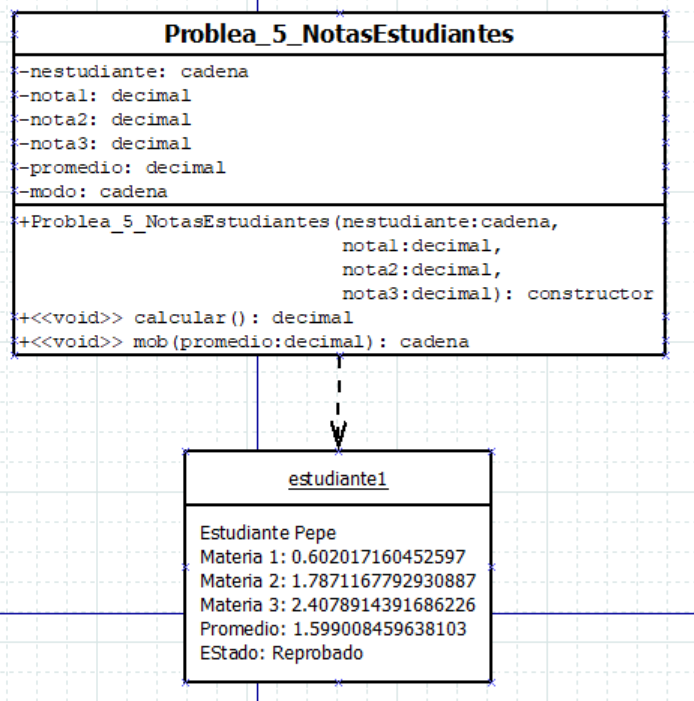 Problea_5_NotasEstudiantes
-nestudiante: cadena
-nota1: decimal
-nota2: decimal
-nota3: decimal
-promedio: decimal
-modo: cadena
+Problea_5_NotasEstudiantes(nestudiante:cadena,
nota1:decimal,
nota2:decimal,
nota3:decimal): constructor
+<<void>> calcular(): decimal
+<<void>> mob(promedio:decimal): cadena
estudiante1
Estudiante Pepe
Materia 1: 0.602017160452597
Materia 2: 1.7871167792930887
Materia 3: 2.4078914391686226
Promedio: 1.599008459638103
EStado: Reprobado